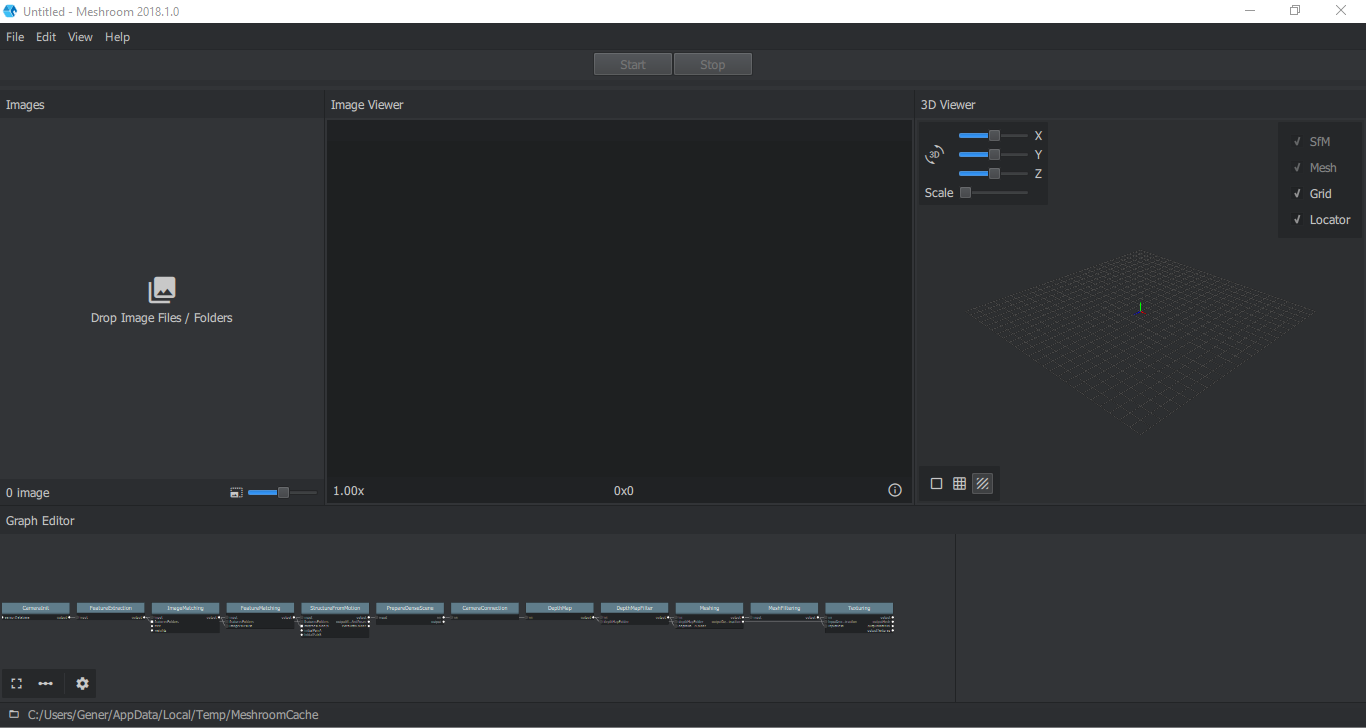 Untitled - Meshroom 2018.1.0
File Edit View Help
Start Stop
Images
Image Viewer
3D Viewer
3D
X
Y
Z
Scale
SfM
Mesh
Grid
Locator
Drop Image Files / Folders
0 image
1.00x 0x0
Graph Editor
CameraInit FeatureExtraction ImageMatching FeatureMatching StructureFromMotion PrepareDenseScene CameraConnection DepthMap DepthMapFilter Meshing MeshFiltering Texturing
C:/Users/Gener/AppData/Local/Temp/MeshroomCache